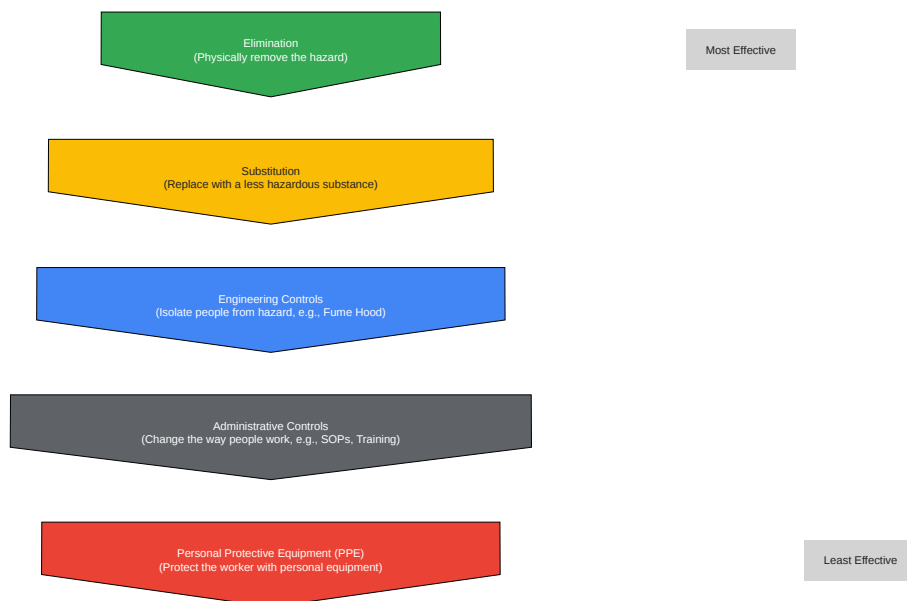 Elimination
(Physically remove the hazard)
Most Effective
Substitution
(Replace with a less hazardous substance)
Engineering Controls
(Isolate people from hazard, e.g., Fume Hood)
Administrative Controls
(Change the way people work, e.g., SOPs, Training)
Personal Protective Equipment (PPE)
(Protect the worker with personal equipment)
Least Effective